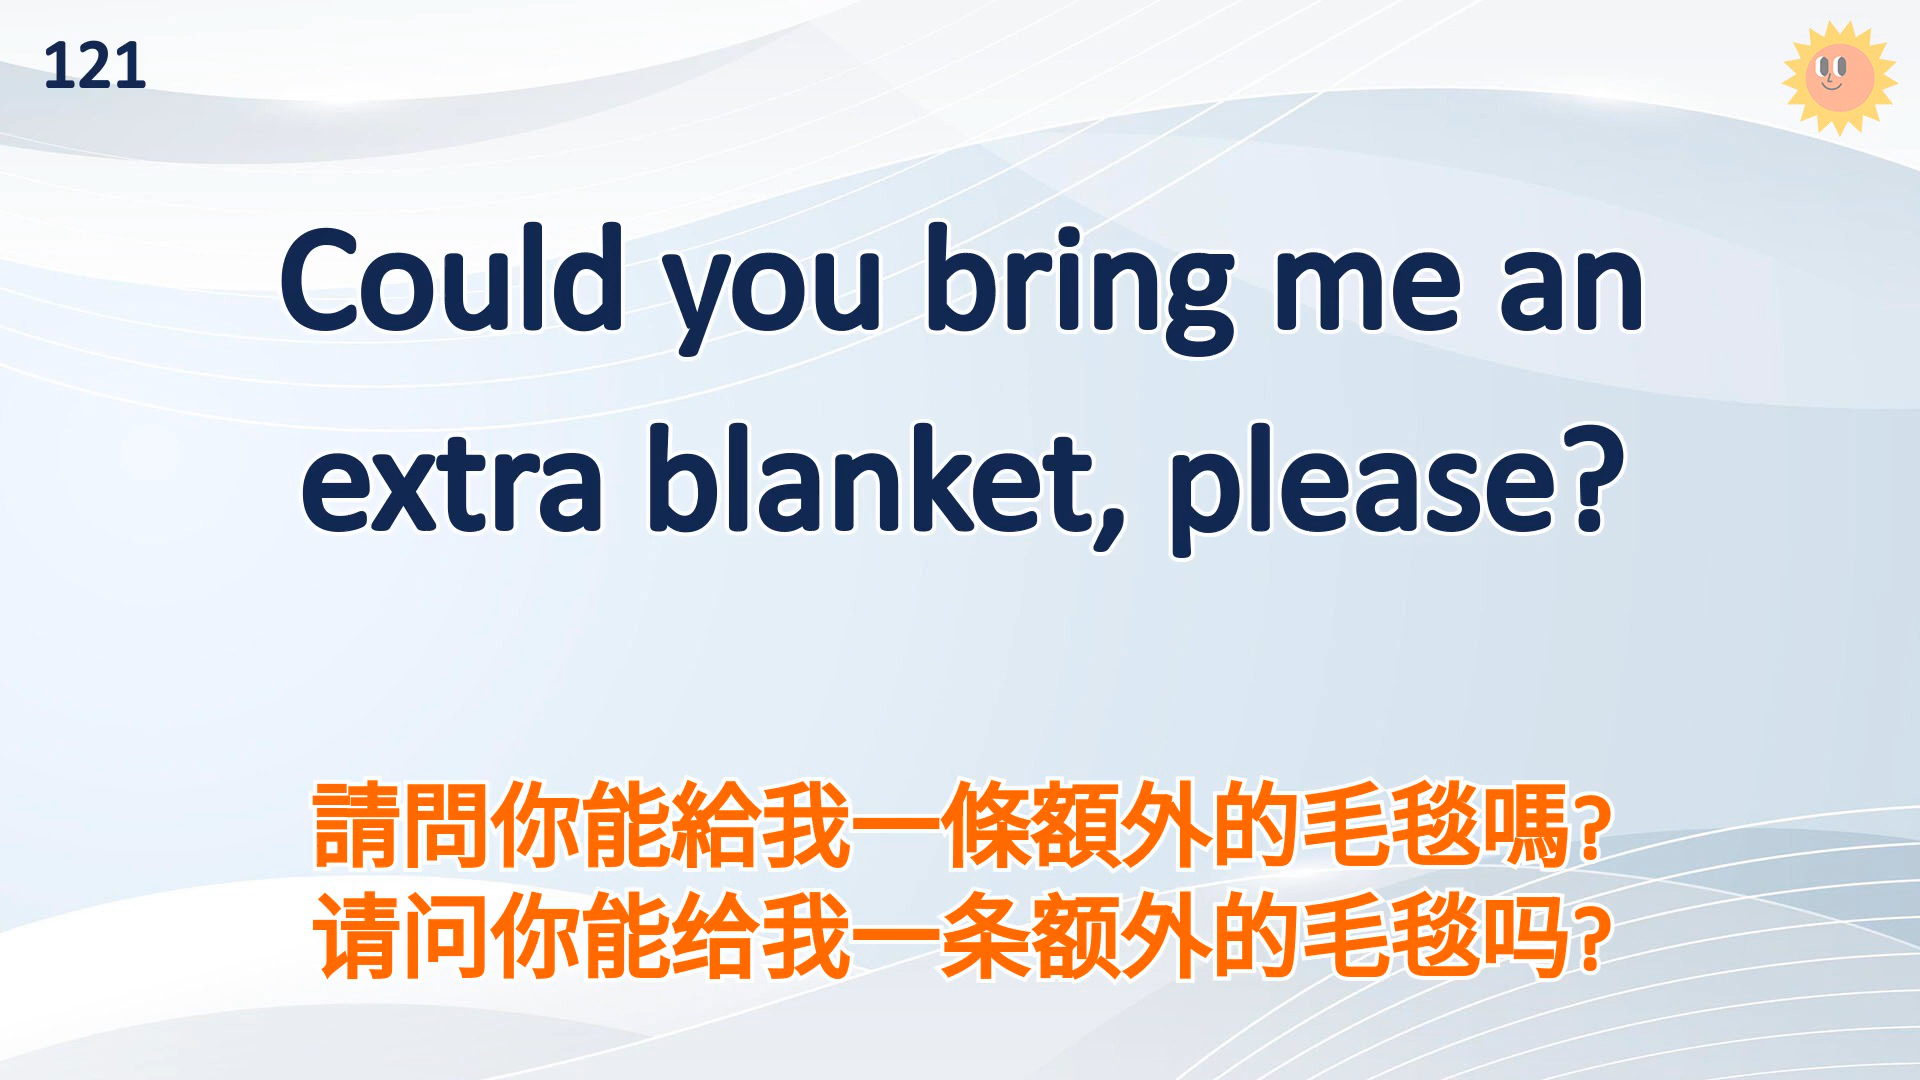 121
Could you bring me an
extra blanket, please?
請問你能給我一條額外的毛毯嗎?
请问你能给我一条额外的毛毯吗?